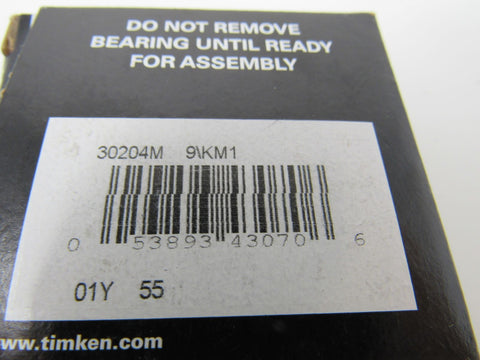 DO NOT REMOVE
BEARING UNTIL READY
FOR ASSEMBLY
30204M 9\KM1
0 53893 43070 6
01Y 55
www.timken.com